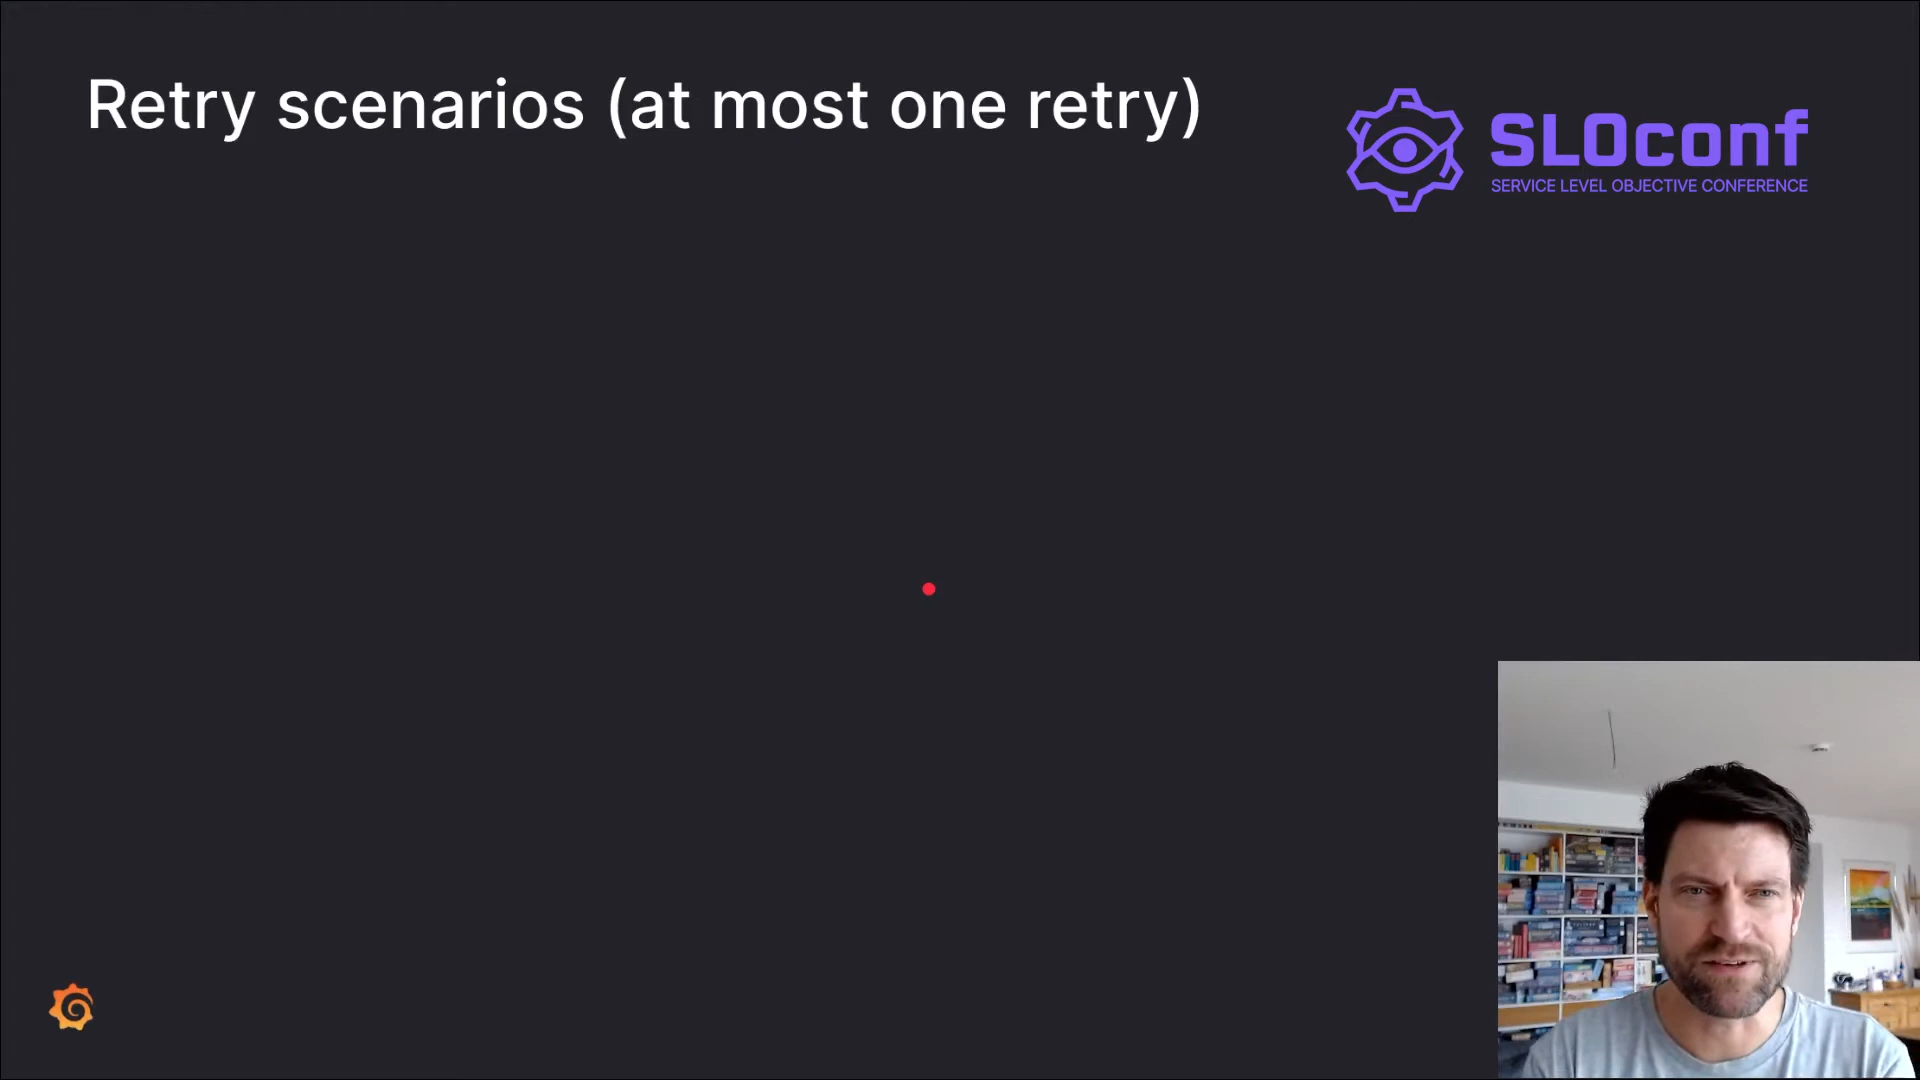 Retry scenarios (at most one retry)
SLOconf
SERVICE LEVEL OBJECTIVE CONFERENCE